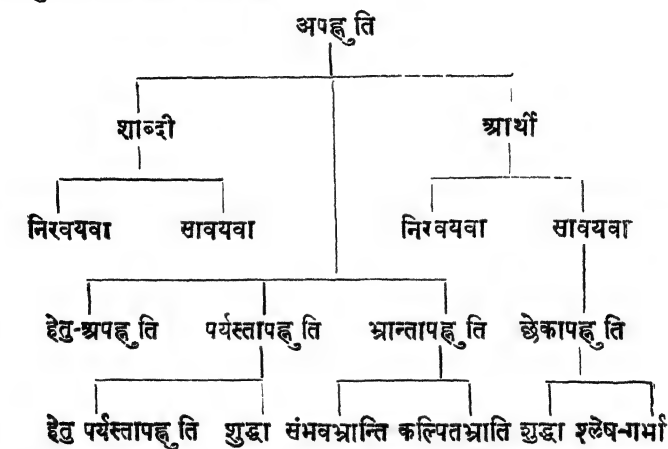 अपह्नुति
शाब्दी आर्थी
निरवयवा सावयवा निरवयवा सावयवा
हेतु-अपह्नुति पर्यस्तापह्नुति भ्रान्तापह्नुति छेकापह्नुति
हेतु पर्यस्तापह्नुति शुद्धा संभवभ्रान्ति कल्पितभ्राति शुद्धा श्लेष-गर्भा